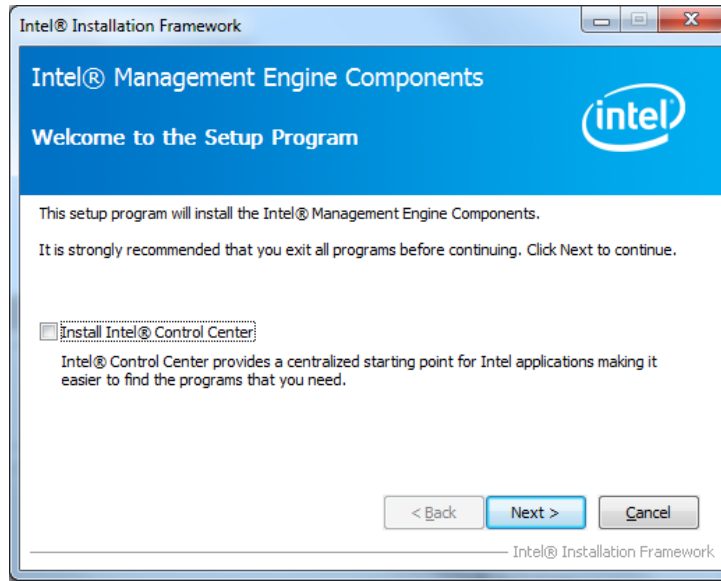 Intel® Installation Framework
Intel® Management Engine Components
Welcome to the Setup Program
intel
This setup program will install the Intel® Management Engine Components.
It is strongly recommended that you exit all programs before continuing. Click Next to continue.
Install Intel® Control Center
Intel® Control Center provides a centralized starting point for Intel applications making it
easier to find the programs that you need.
< Back
Next >
Cancel
Intel® Installation Framework